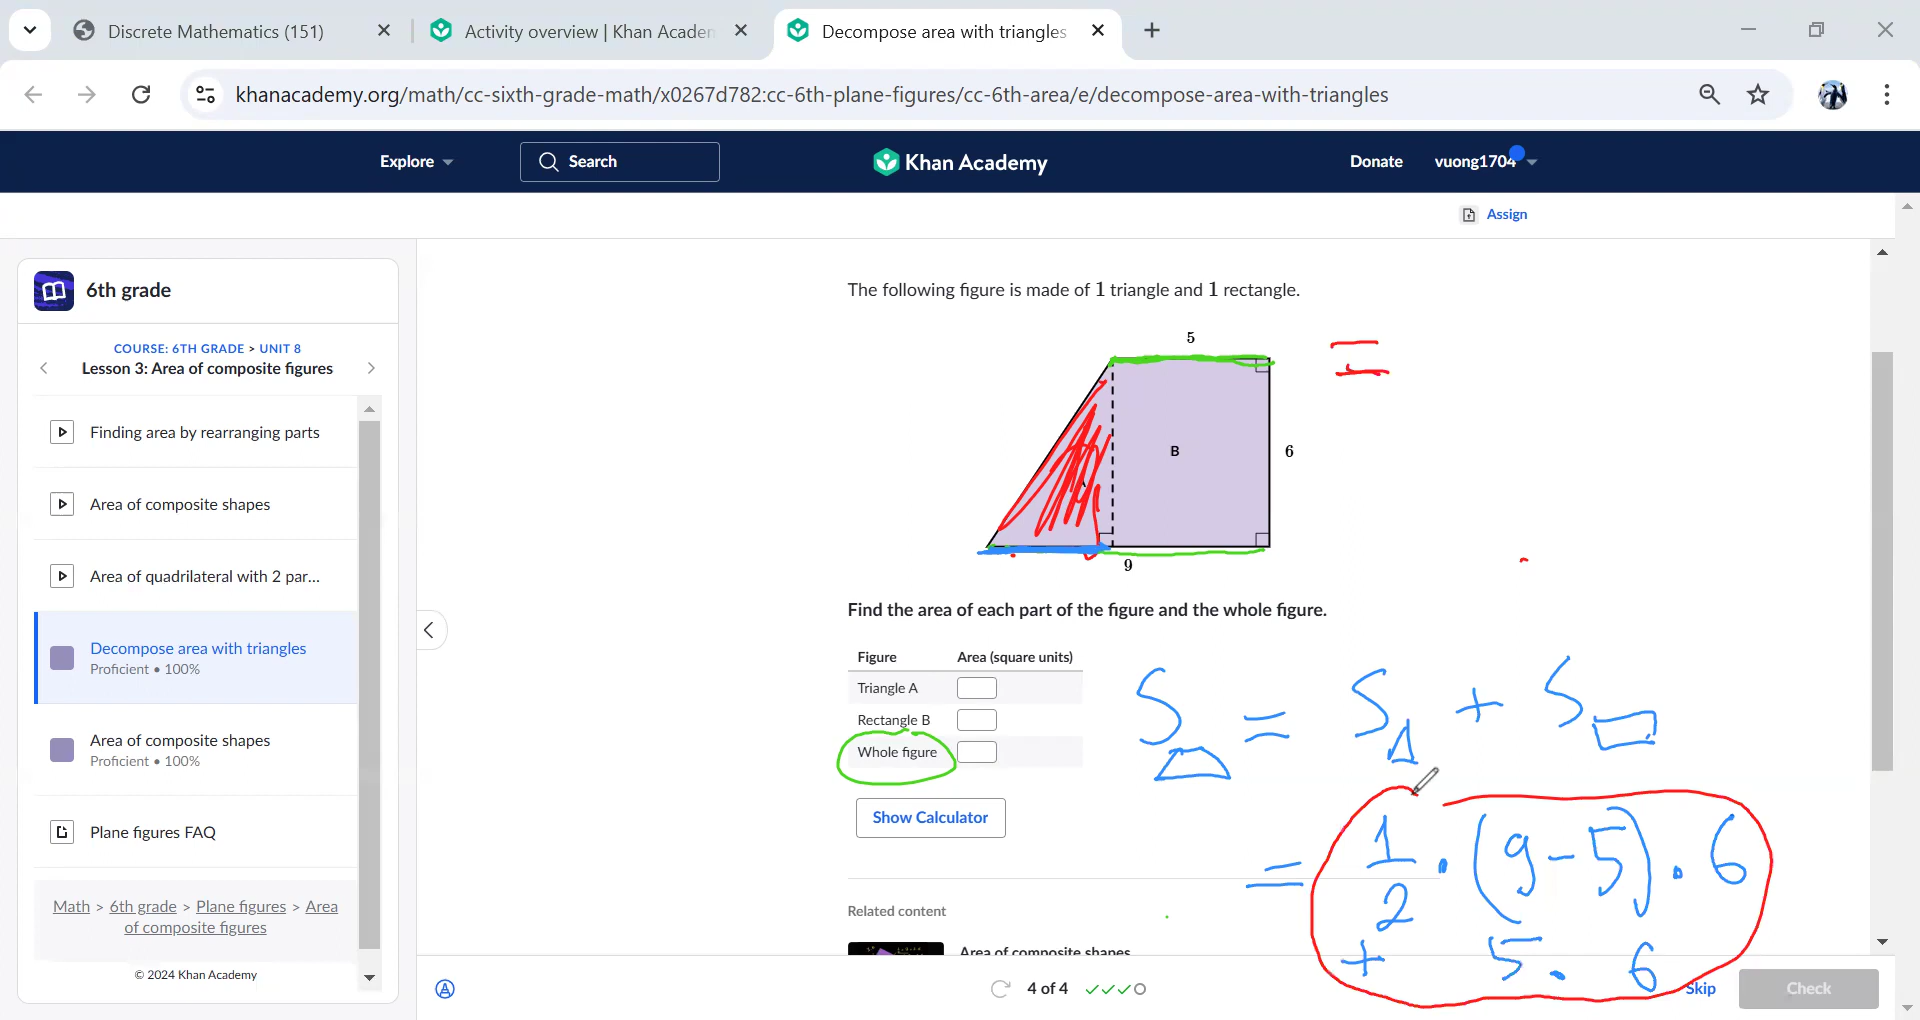 Discrete Mathematics (151)
Activity overview | Khan Academ
Decompose area with triangles
khanacademy.org/math/cc-sixth-grade-math/x0267d782:cc-6th-plane-figures/cc-6th-area/e/decompose-area-with-triangles
Explore
Search
Khan Academy
Donate
vuong1704
Assign
6th grade
COURSE: 6TH GRADE > UNIT 8
Lesson 3: Area of composite figures
Finding area by rearranging parts
Area of composite shapes
Area of quadrilateral with 2 par...
Decompose area with triangles
Proficient • 100%
Area of composite shapes
Proficient • 100%
Plane figures FAQ
Math > 6th grade > Plane figures > Area
of composite figures
© 2024 Khan Academy
The following figure is made of 1 triangle and 1 rectangle.
5
B
6
9
=
Find the area of each part of the figure and the whole figure.
Figure Area (square units)
Triangle A
Rectangle B
Whole figure
Show Calculator
S = S + S
= 1/2 . (9 - 5) . 6
+ 5 . 6
Related content
Area of composite shapes
4 of 4
Skip
Check